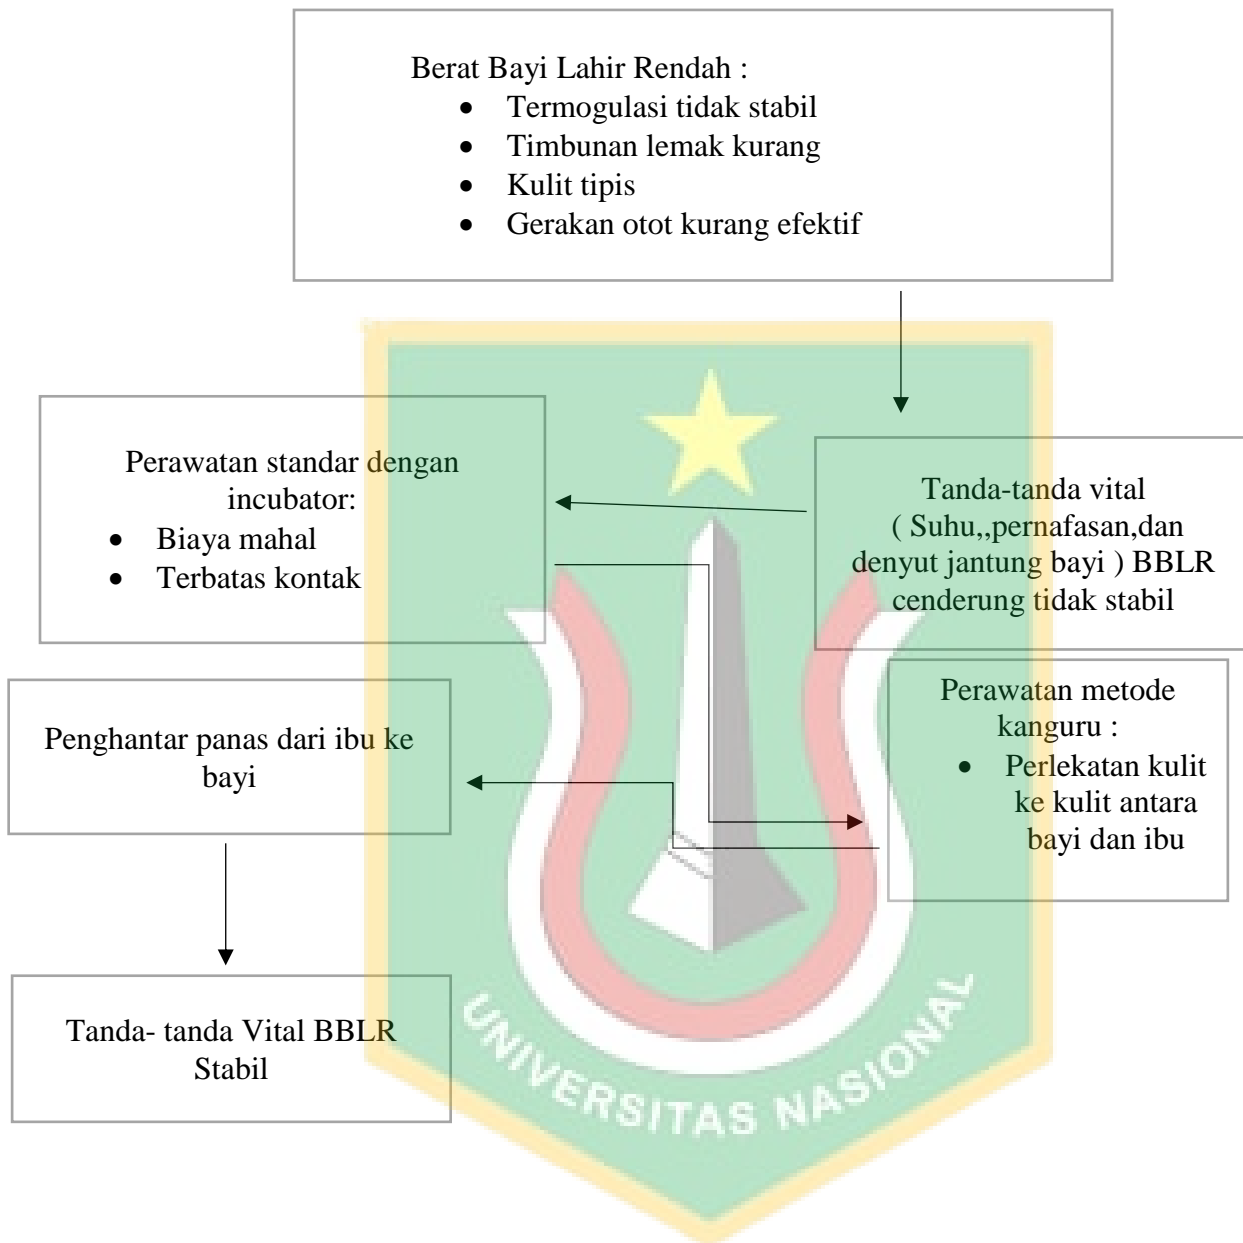 Berat Bayi Lahir Rendah :
• Termogulasi tidak stabil
• Timbunan lemak kurang
• Kulit tipis
• Gerakan otot kurang efektif
Perawatan standar dengan
incubator:
• Biaya mahal
• Terbatas kontak
Tanda-tanda vital
( Suhu,,pernafasan,dan
denyut jantung bayi ) BBLR
cenderung tidak stabil
Penghantar panas dari ibu ke
bayi
Perawatan metode
kanguru :
• Perlekatan kulit
ke kulit antara
bayi dan ibu
Tanda- tanda Vital BBLR
Stabil
UNIVERSITAS NASIONAL